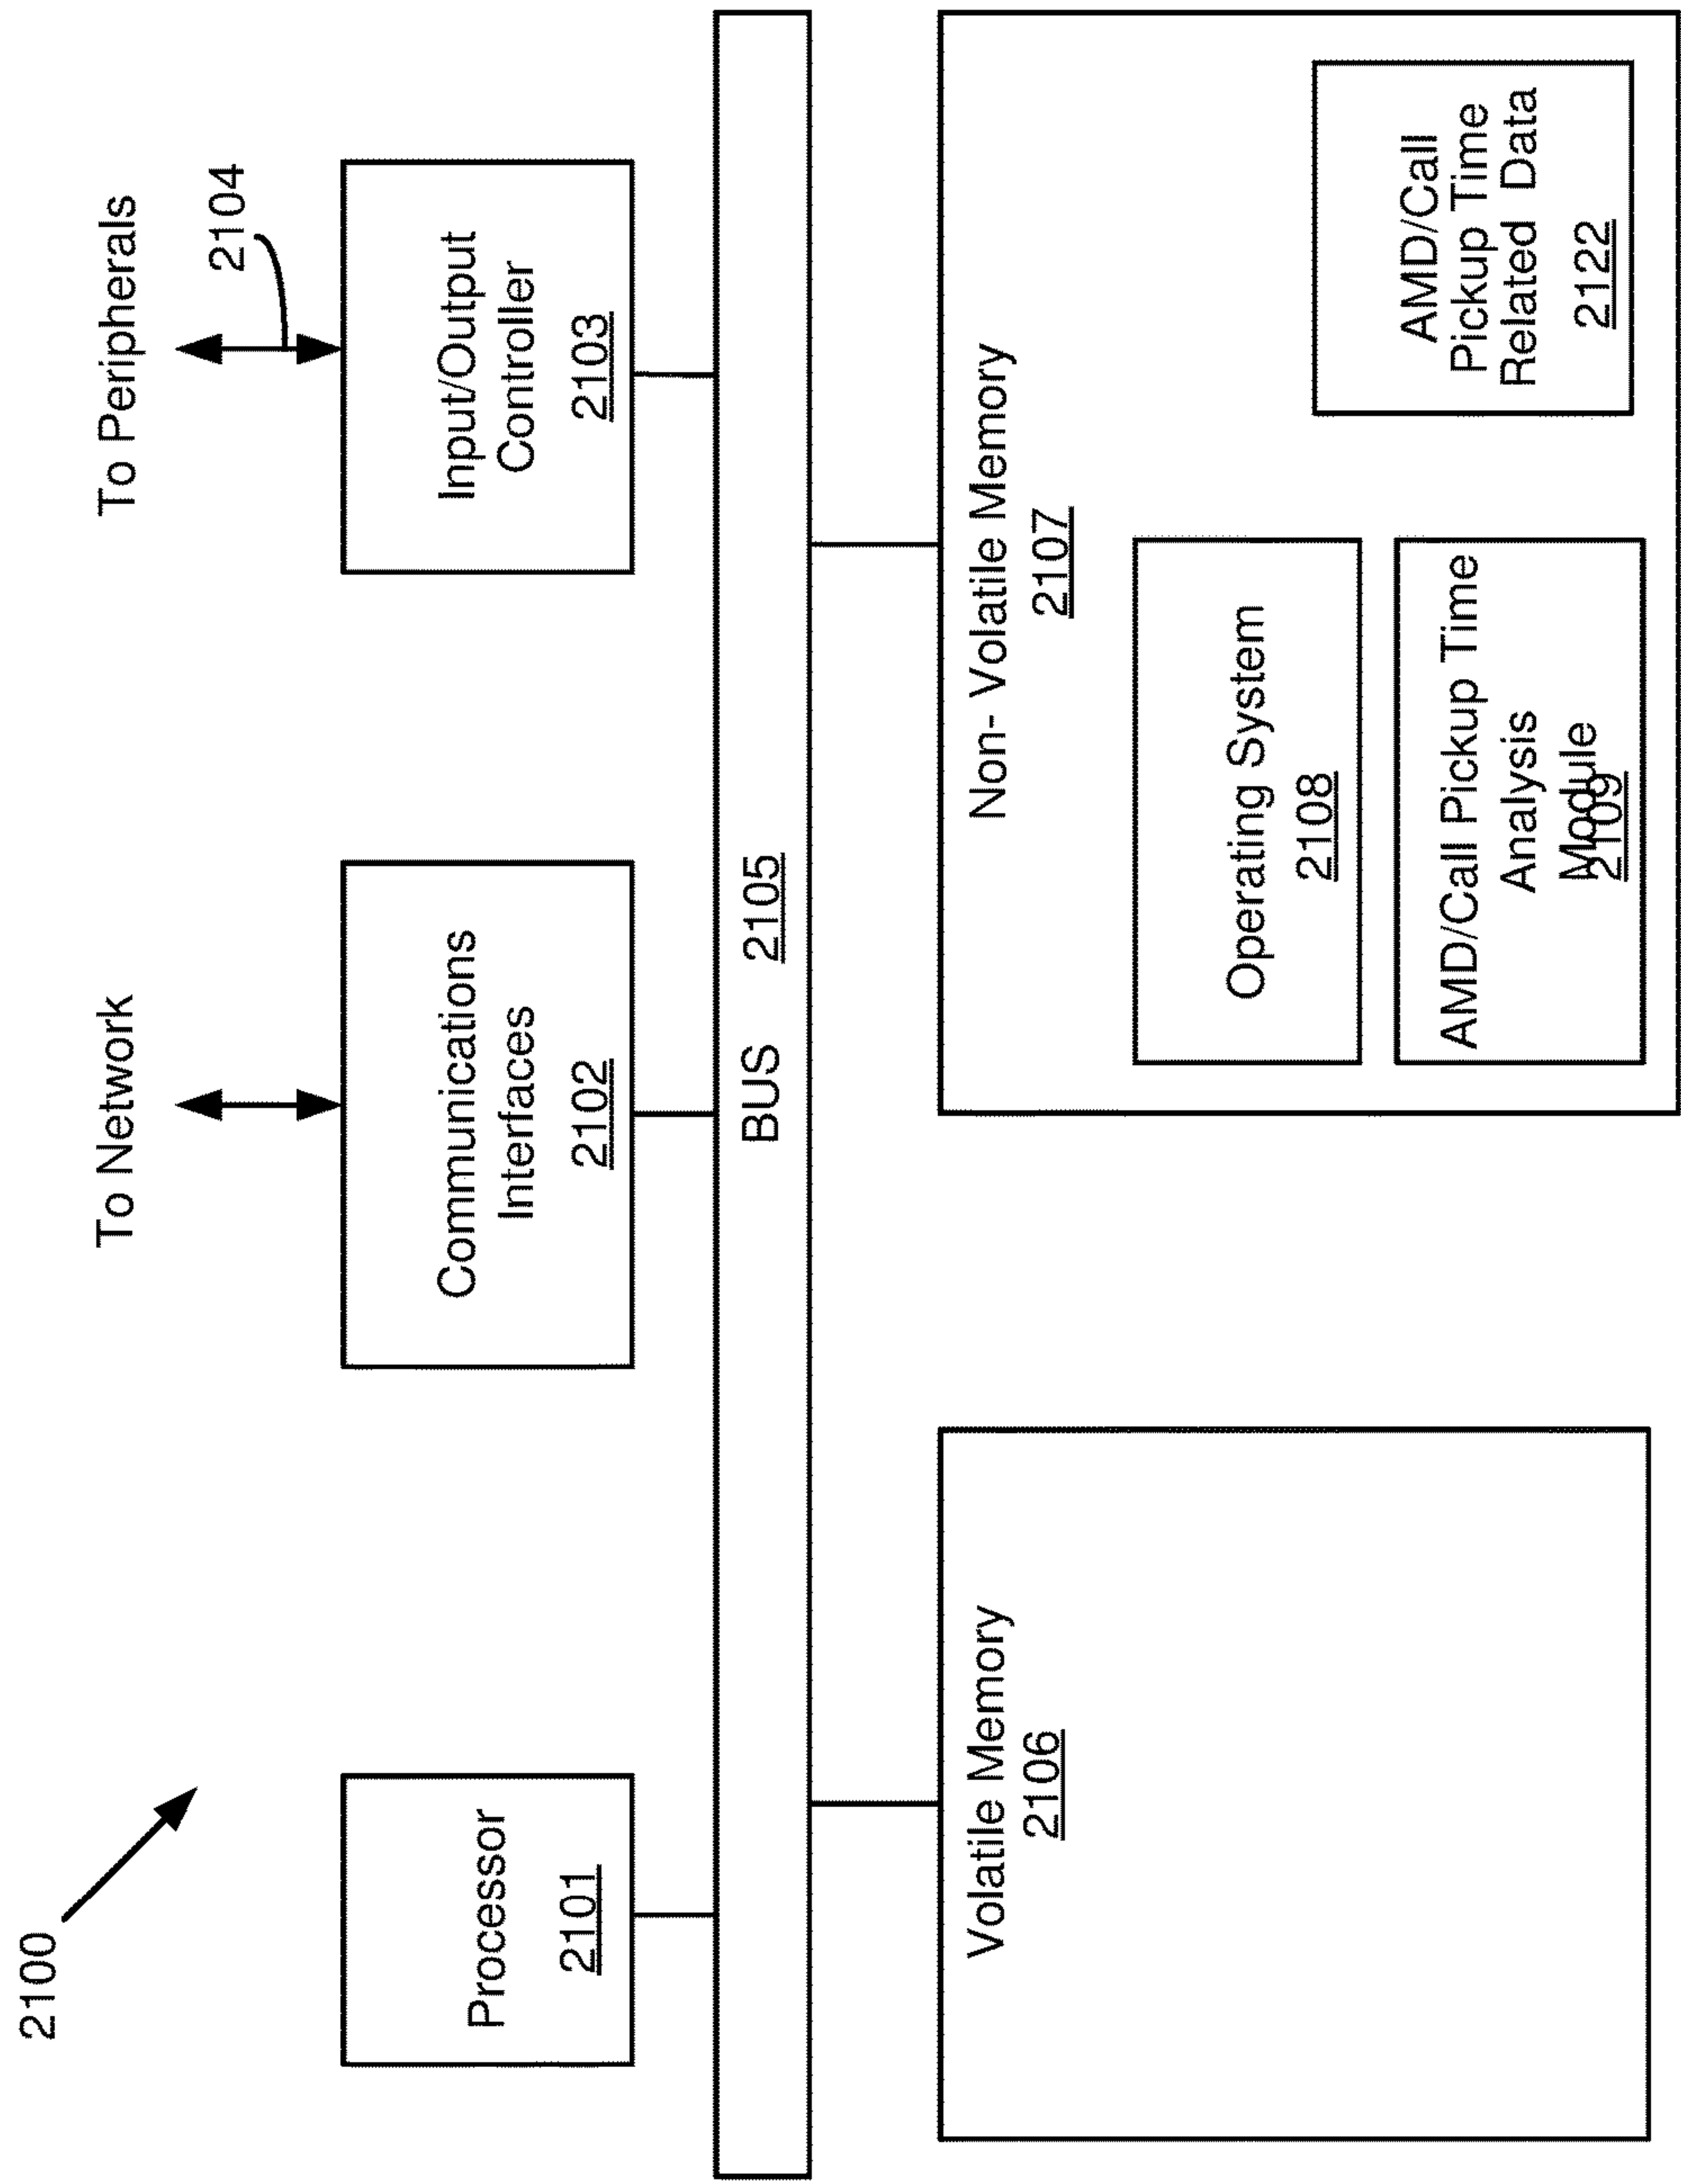 2100
To Network
To Peripherals
2104
Processor
2101
Communications
Interfaces
2102
Input/Output
Controller
2103
BUS 2105
Volatile Memory
2106
Non- Volatile Memory
2107
Operating System
2108
AMD/Call Pickup Time
Analysis
Module
2109
AMD/Call
Pickup Time
Related Data
2122